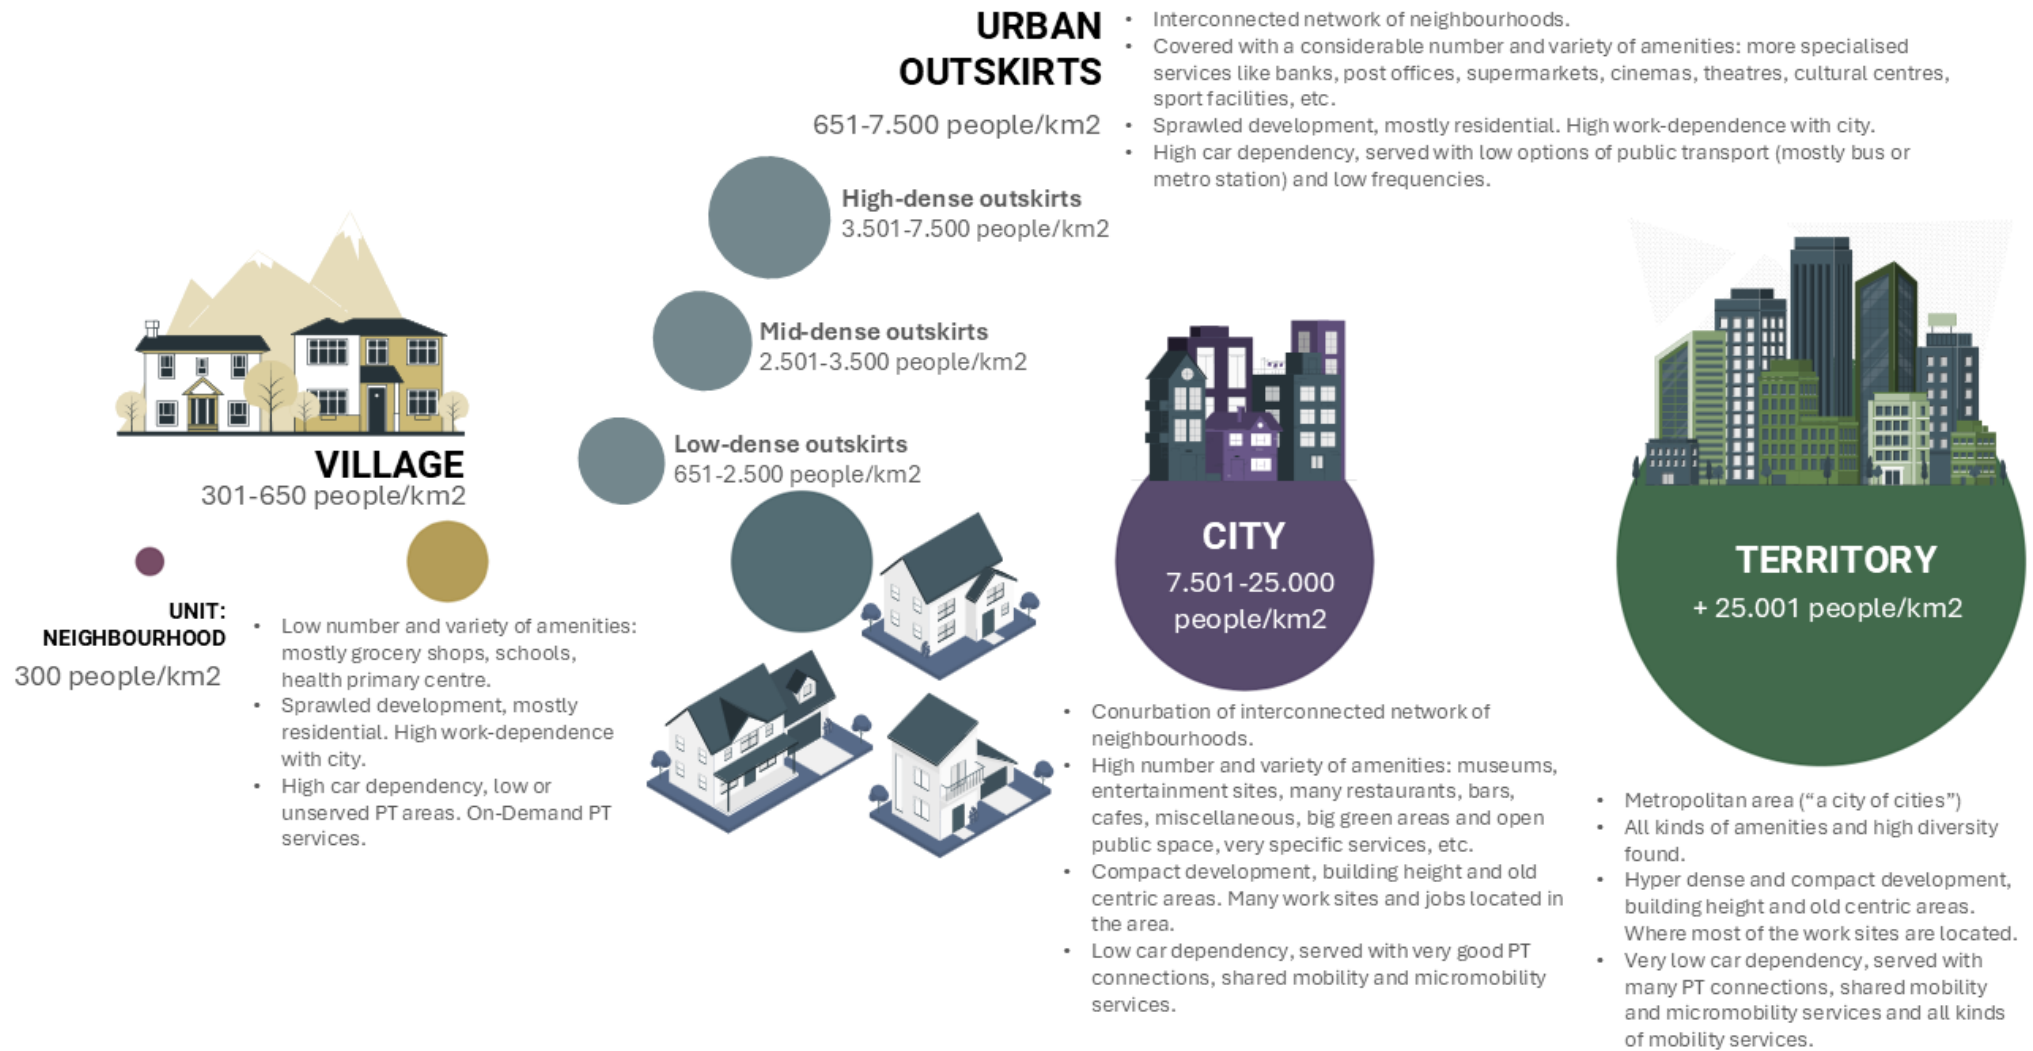 URBAN
OUTSKIRTS
651-7.500 people/km2
• Interconnected network of neighbourhoods.
• Covered with a considerable number and variety of amenities: more specialised
services like banks, post offices, supermarkets, cinemas, theatres, cultural centres,
sport facilities, etc.
• Sprawled development, mostly residential. High work-dependence with city.
• High car dependency, served with low options of public transport (mostly bus or
metro station) and low frequencies.
High-dense outskirts
3.501-7.500 people/km2
Mid-dense outskirts
2.501-3.500 people/km2
Low-dense outskirts
651-2.500 people/km2
VILLAGE
301-650 people/km2
UNIT:
NEIGHBOURHOOD
300 people/km2
• Low number and variety of amenities:
mostly grocery shops, schools,
health primary centre.
• Sprawled development, mostly
residential. High work-dependence
with city.
• High car dependency, low or
unserved PT areas. On-Demand PT
services.
CITY
7.501-25.000
people/km2
• Conurbation of interconnected network of
neighbourhoods.
• High number and variety of amenities: museums,
entertainment sites, many restaurants, bars,
cafes, miscellaneous, big green areas and open
public space, very specific services, etc.
• Compact development, building height and old
centric areas. Many work sites and jobs located in
the area.
• Low car dependency, served with very good PT
connections, shared mobility and micromobility
services.
TERRITORY
+ 25.001 people/km2
• Metropolitan area (“a city of cities”)
• All kinds of amenities and high diversity
found.
• Hyper dense and compact development,
building height and old centric areas.
Where most of the work sites are located.
• Very low car dependency, served with
many PT connections, shared mobility
and micromobility services and all kinds
of mobility services.